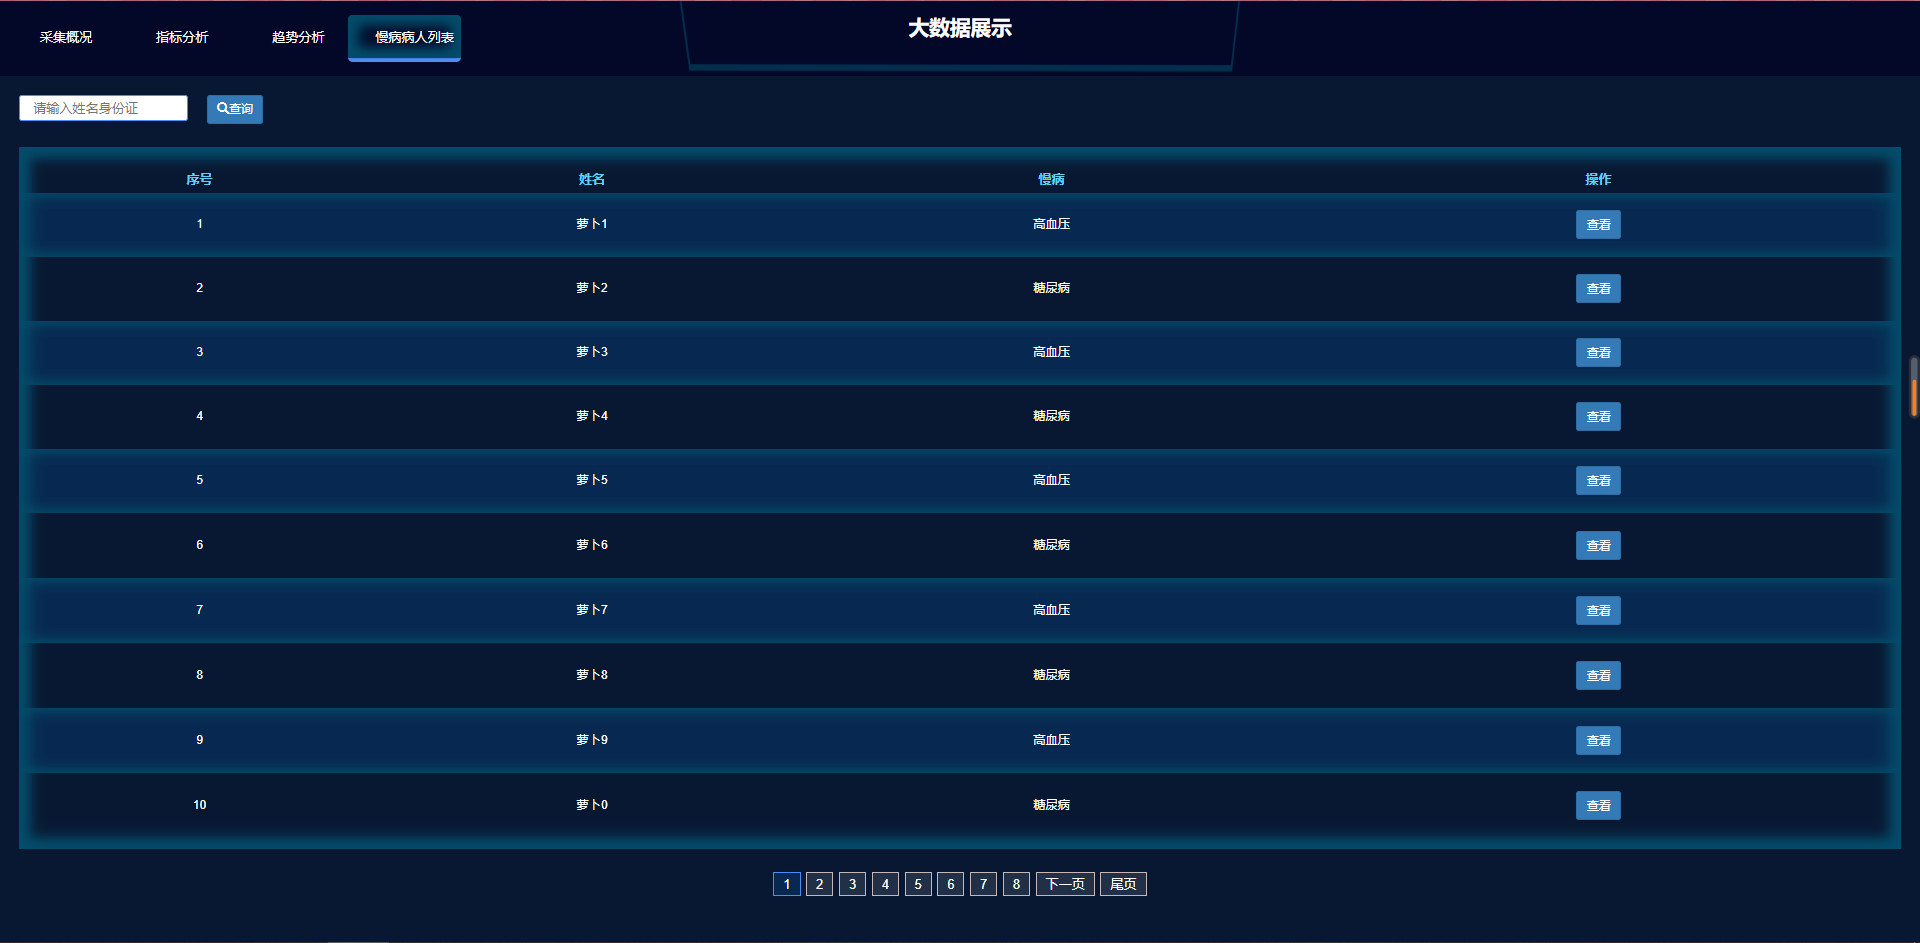 采集概况 指标分析 趋势分析 慢病病人列表 大数据展示
请输入姓名身份证 查询
序号 姓名 慢病 操作
1 萝卜1 高血压 查看
2 萝卜2 糖尿病 查看
3 萝卜3 高血压 查看
4 萝卜4 糖尿病 查看
5 萝卜5 高血压 查看
6 萝卜6 糖尿病 查看
7 萝卜7 高血压 查看
8 萝卜8 糖尿病 查看
9 萝卜9 高血压 查看
10 萝卜0 糖尿病 查看
1 2 3 4 5 6 7 8 下一页 尾页